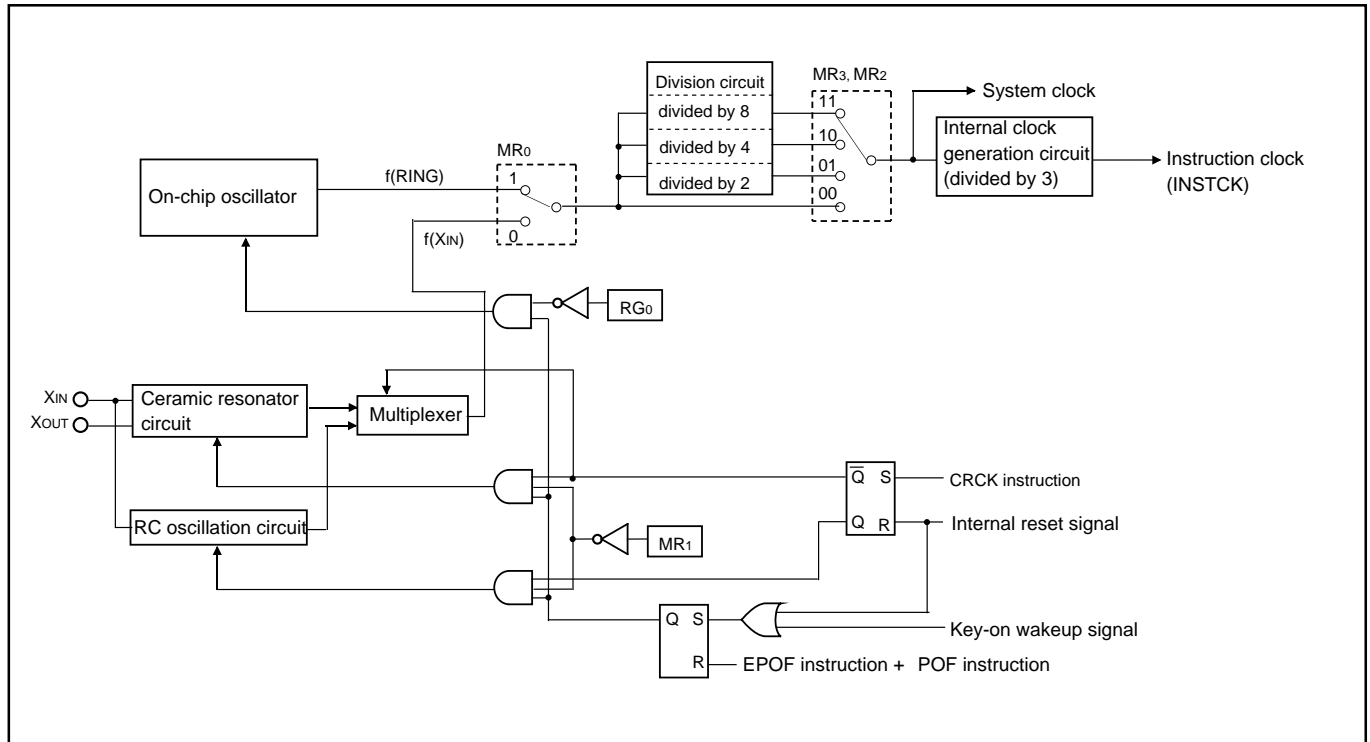 Division circuit
divided by 8
divided by 4
divided by 2
MR3, MR2
11
10
01
00
System clock
Internal clock
generation circuit
(divided by 3)
Instruction clock
(INSTCK)
MR0
1
0
f(RING)
f(XIN)
On-chip oscillator
RG0
XIN
XOUT
Ceramic resonator
circuit
Multiplexer
RC oscillation circuit
MR1
Q S
Q R
CRCK instruction
Internal reset signal
Q S
R
Key-on wakeup signal
EPOF instruction + POF instruction